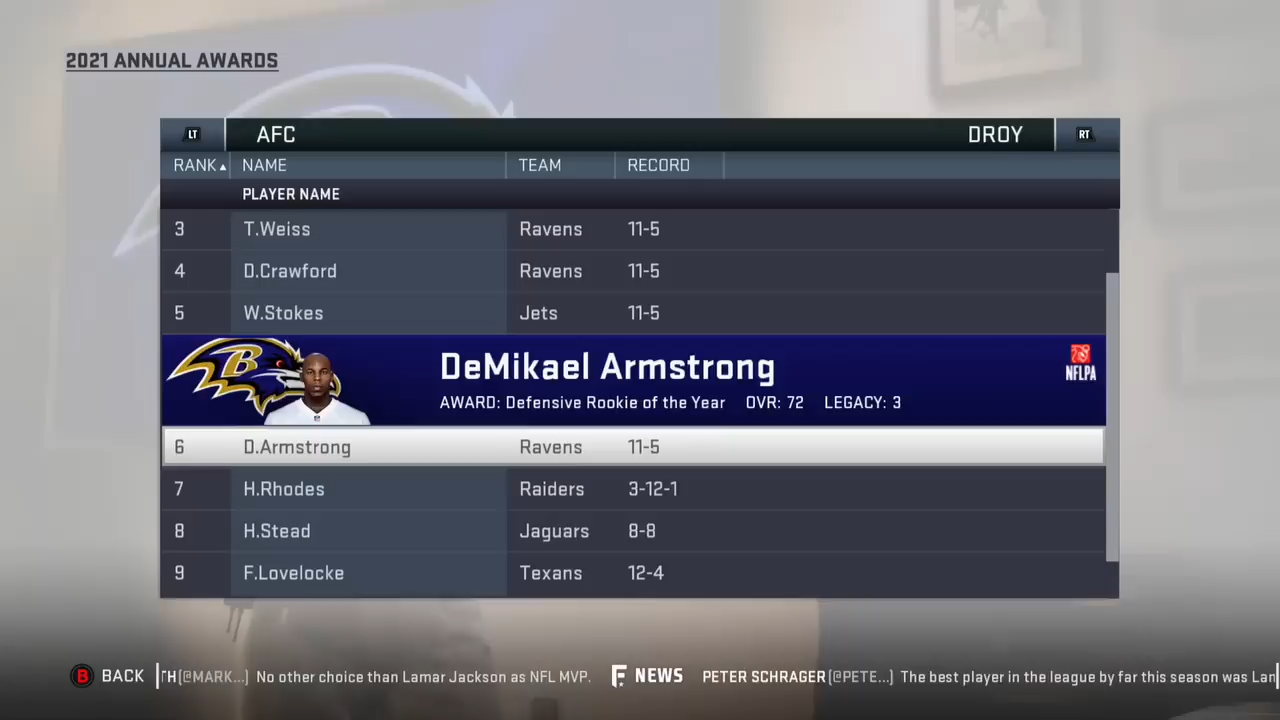 2021 ANNUAL AWARDS
LT AFC DROY RT
RANK NAME TEAM RECORD
PLAYER NAME
3 T.Weiss Ravens 11-5
4 D.Crawford Ravens 11-5
5 W.Stokes Jets 11-5
DeMikael Armstrong
NFLPA
AWARD: Defensive Rookie of the Year OVR: 72 LEGACY: 3
6 D.Armstrong Ravens 11-5
7 H.Rhodes Raiders 3-12-1
8 H.Stead Jaguars 8-8
9 F.Lovelocke Texans 12-4
B BACK TH[@MARK...] No other choice than Lamar Jackson as NFL MVP. F NEWS PETER SCHRAGER[@PETE...] The best player in the league by far this season was Lan